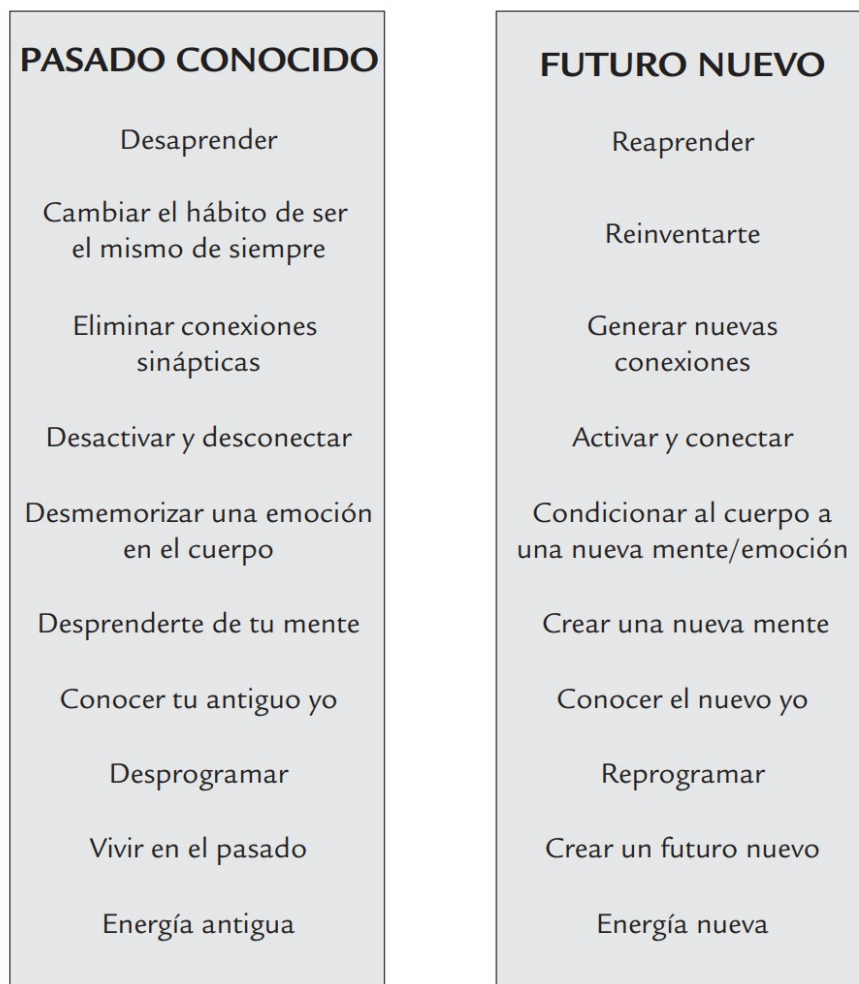 PASADO CONOCIDO
Desaprender
Cambiar el hábito de ser
el mismo de siempre
Eliminar conexiones
sinápticas
Desactivar y desconectar
Desmemorizar una emoción
en el cuerpo
Desprenderte de tu mente
Conocer tu antiguo yo
Desprogramar
Vivir en el pasado
Energía antigua
FUTURO NUEVO
Reaprender
Reinventarte
Generar nuevas
conexiones
Activar y conectar
Condicionar al cuerpo a
una nueva mente/emoción
Crear una nueva mente
Conocer el nuevo yo
Reprogramar
Crear un futuro nuevo
Energía nueva